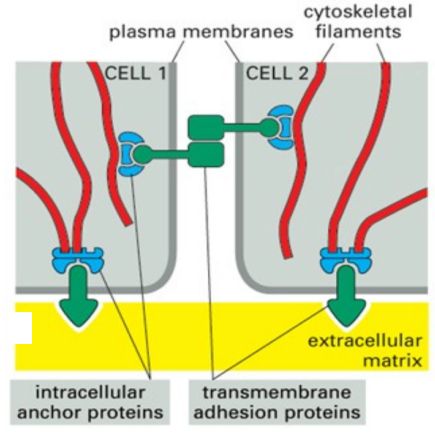 cytoskeletal
filaments
plasma membranes
CELL 1
CELL 2
extracellular
matrix
intracellular
anchor proteins
transmembrane
adhesion proteins